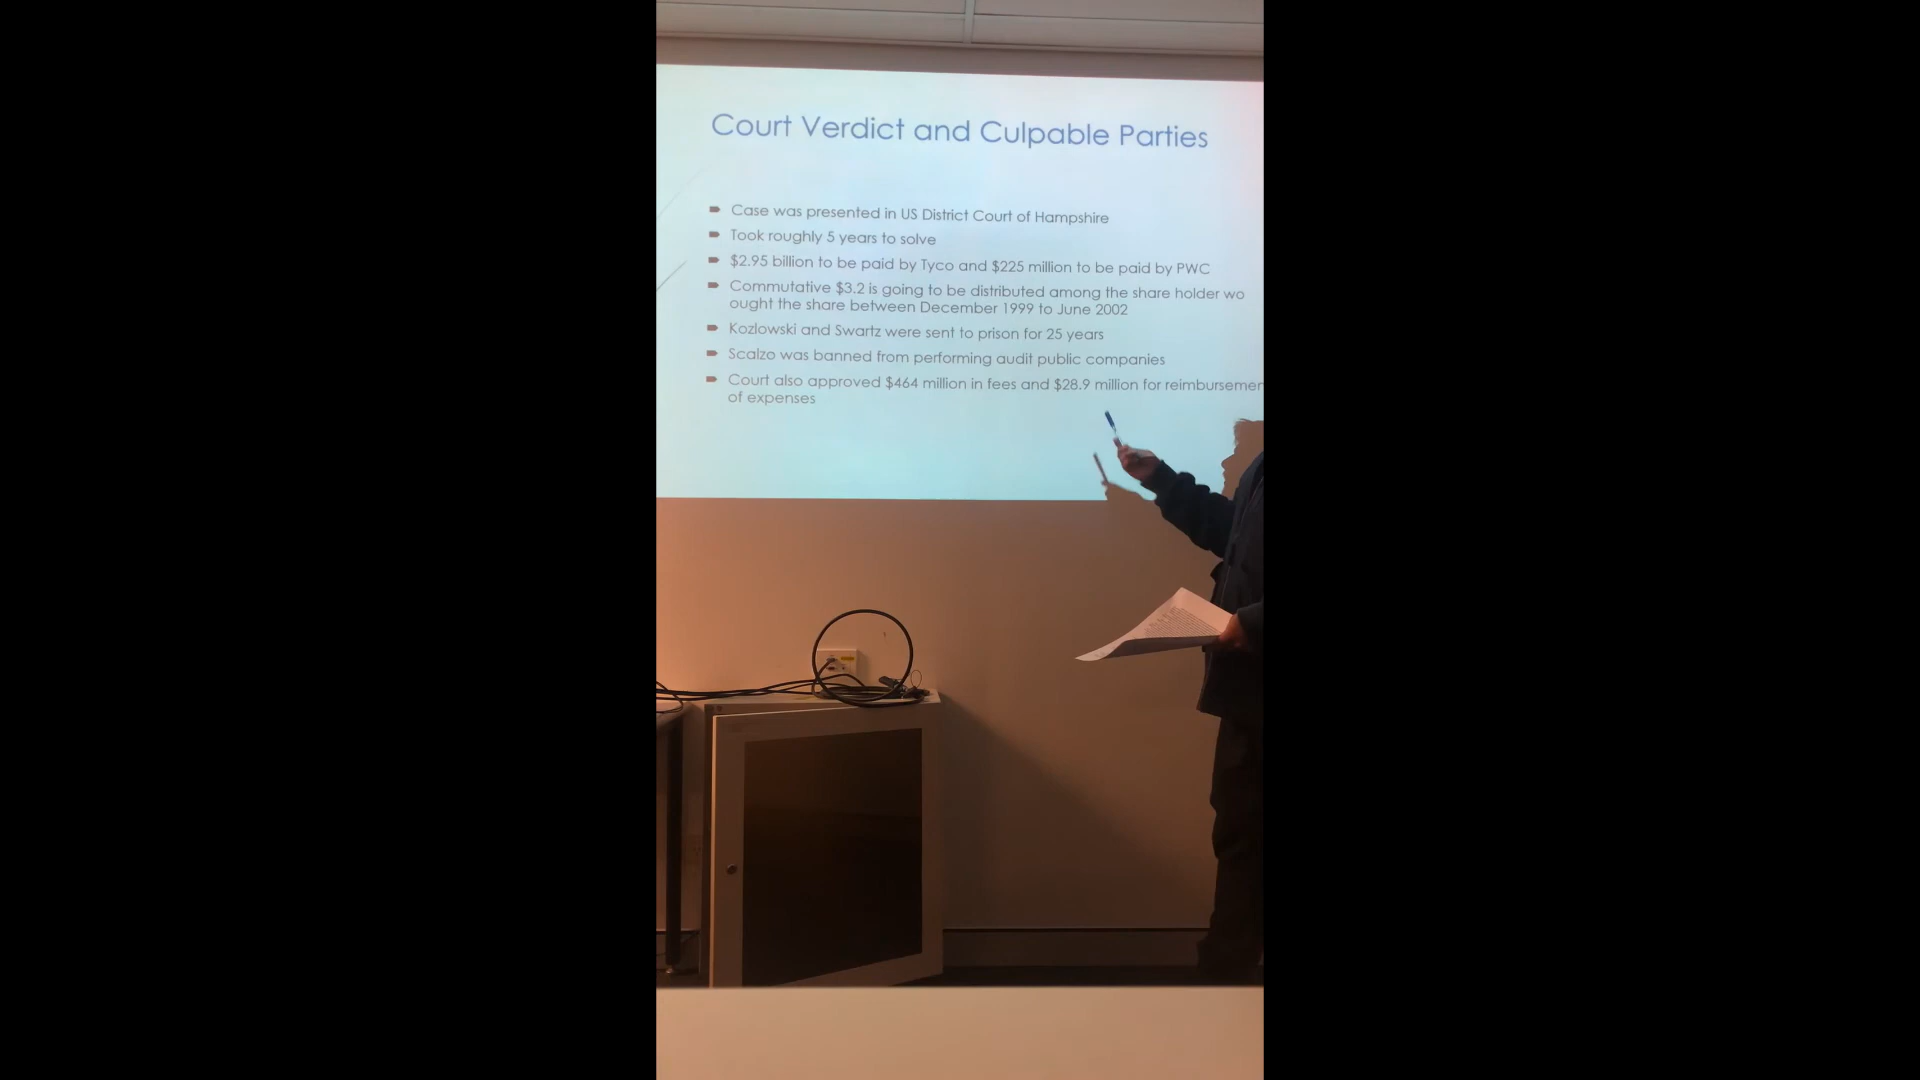 Court Verdict and Culpable Parties
Case was presented in US District Court of Hampshire
Took roughly 5 years to solve
$2.95 billion to be paid by Tyco and $225 million to be paid by PWC
Commutative $3.2 is going to be distributed among the share holder wo
ought the share between December 1999 to June 2002
Kozlowski and Swartz were sent to prison for 25 years
Scalzo was banned from performing audit public companies
Court also approved $464 million in fees and $28.9 million for reimbursemen
of expenses